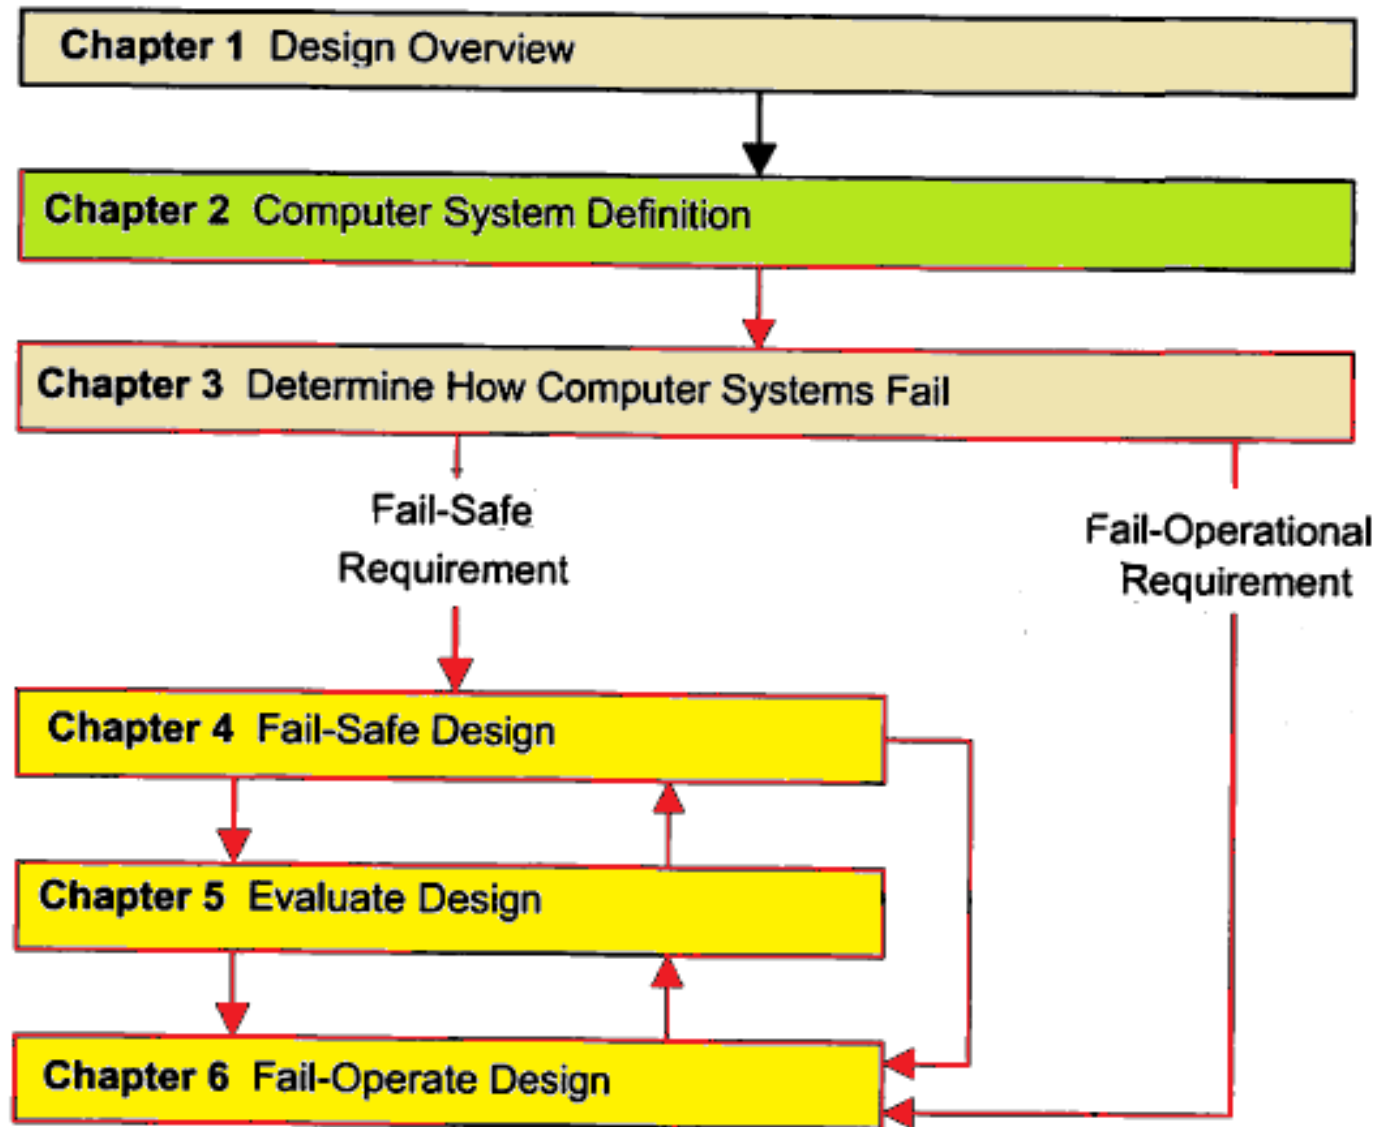 Chapter 1 Design Overview
Chapter 2 Computer System Definition
Chapter 3 Determine How Computer Systems Fail
Fail-Safe
Requirement
Fail-Operational
Requirement
Chapter 4 Fail-Safe Design
Chapter 5 Evaluate Design
Chapter 6 Fail-Operate Design